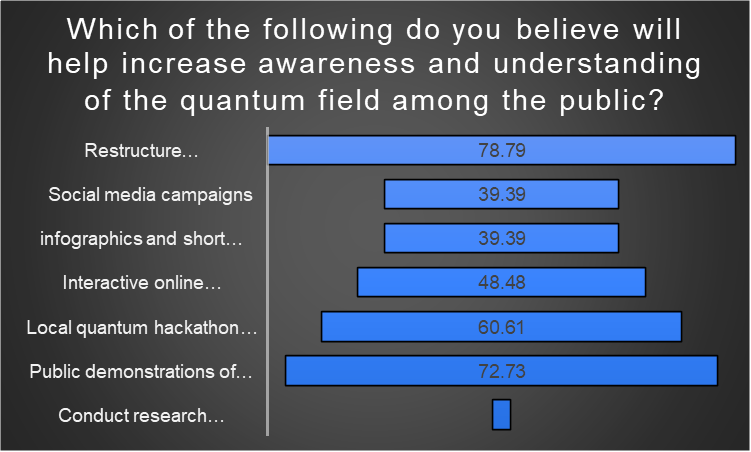 Which of the following do you believe will
help increase awareness and understanding
of the quantum field among the public?
Restructure…
78.79
Social media campaigns
39.39
infographics and short…
39.39
Interactive online…
48.48
Local quantum hackathon…
60.61
Public demonstrations of…
72.73
Conduct research…